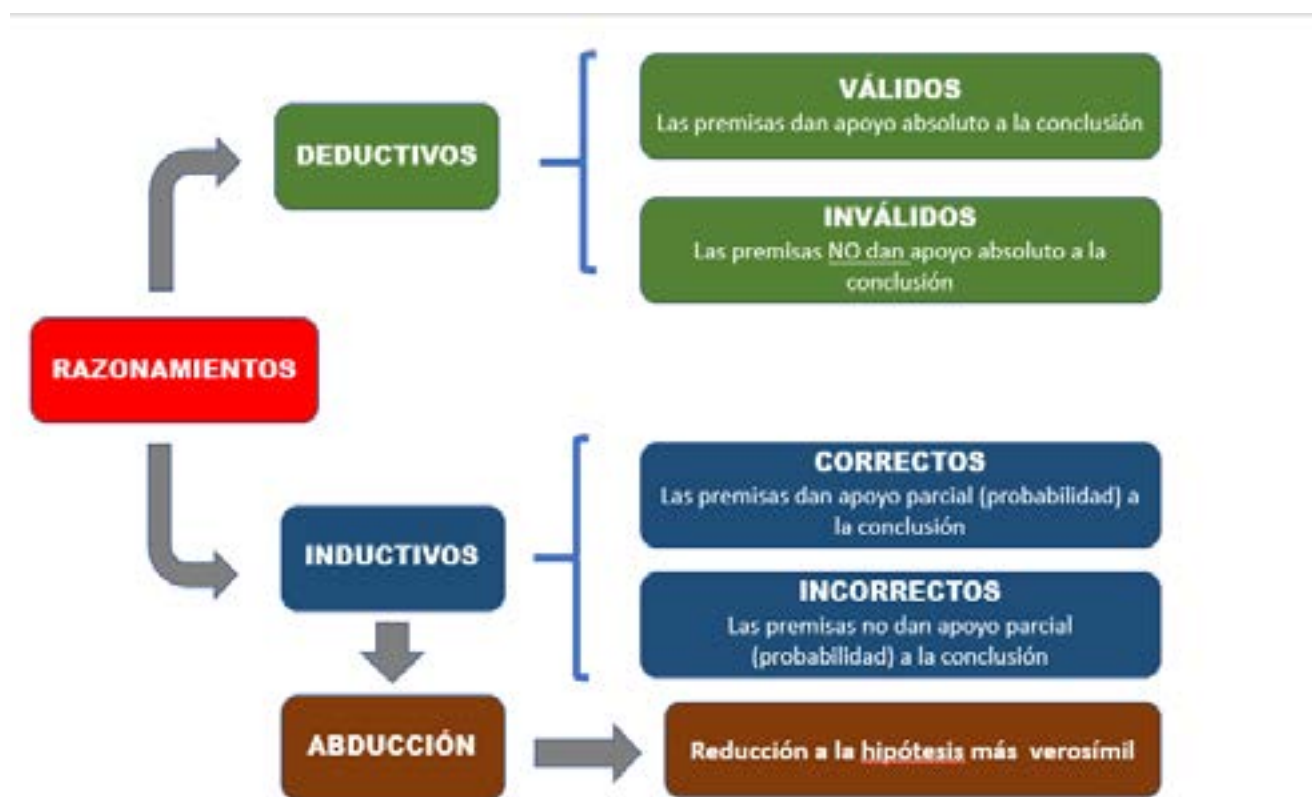 DEDUCTIVOS
VÁLIDOS
Las premisas dan apoyo absoluto a la conclusión
INVÁLIDOS
Las premisas NO dan apoyo absoluto a la
conclusión
RAZONAMIENTOS
INDUCTIVOS
CORRECTOS
Las premisas dan apoyo parcial (probabilidad) a
la conclusión
INCORRECTOS
Las premisas no dan apoyo parcial
(probabilidad) a la conclusión
ABDUCCIÓN
Reducción a la hipótesis más verosímil